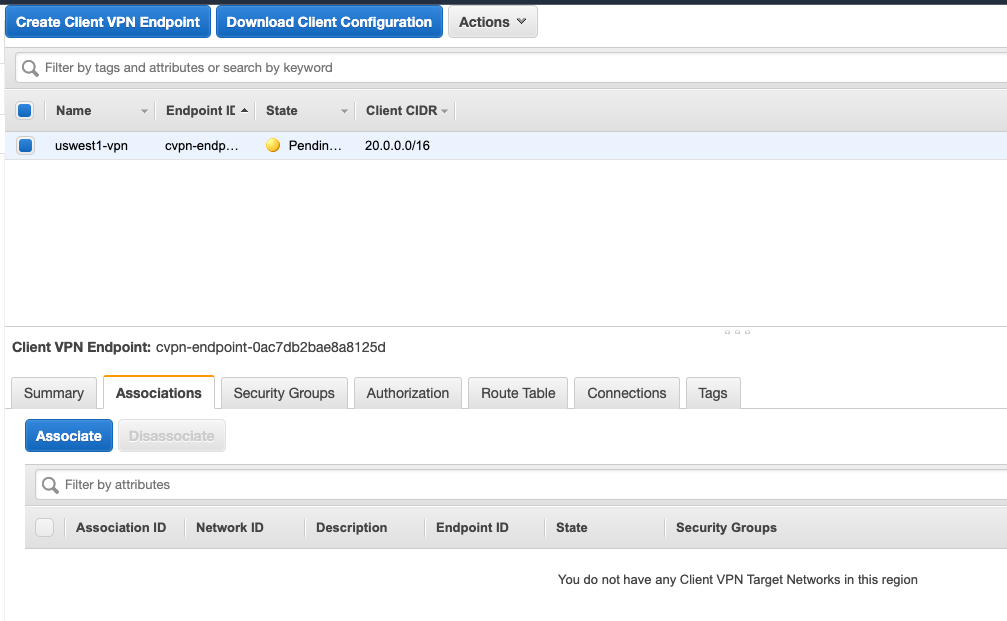 Create Client VPN Endpoint Download Client Configuration Actions
Filter by tags and attributes or search by keyword
Name Endpoint ID State Client CIDR
uswest1-vpn cvpn-endp... Pendin... 20.0.0.0/16
Client VPN Endpoint: cvpn-endpoint-0ac7db2bae8a8125d
Summary Associations Security Groups Authorization Route Table Connections Tags
Associate Disassociate
Filter by attributes
Association ID Network ID Description Endpoint ID State Security Groups
You do not have any Client VPN Target Networks in this region